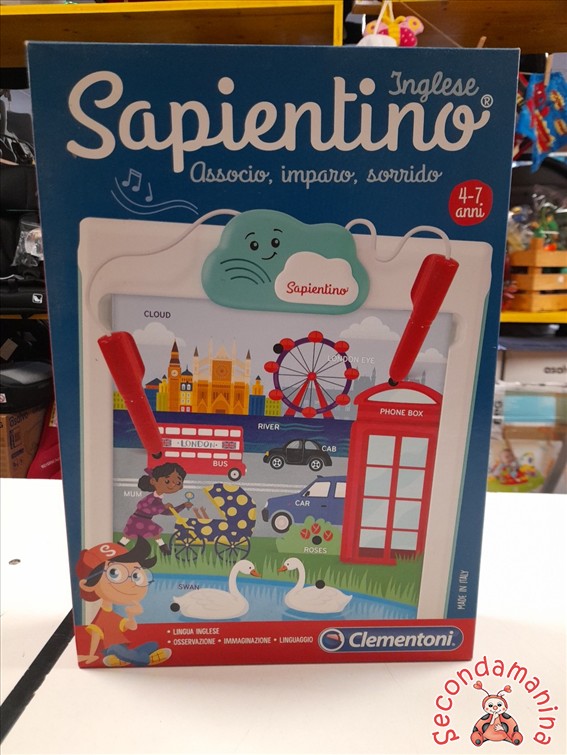 Inglese
Sapientino®
Associo, imparo, sorrido
4-7
anni
Sapientino
CLOUD
LONDON EYE
PHONE BOX
RIVER
LONDON
CAB
BUS
MUM
CAR
ROSES
SWAN
S
MADE IN ITALY
• LINGUA INGLESE
• OSSERVAZIONE • IMMAGINAZIONE • LINGUAGGIO
Clementoni®
Secondamanina